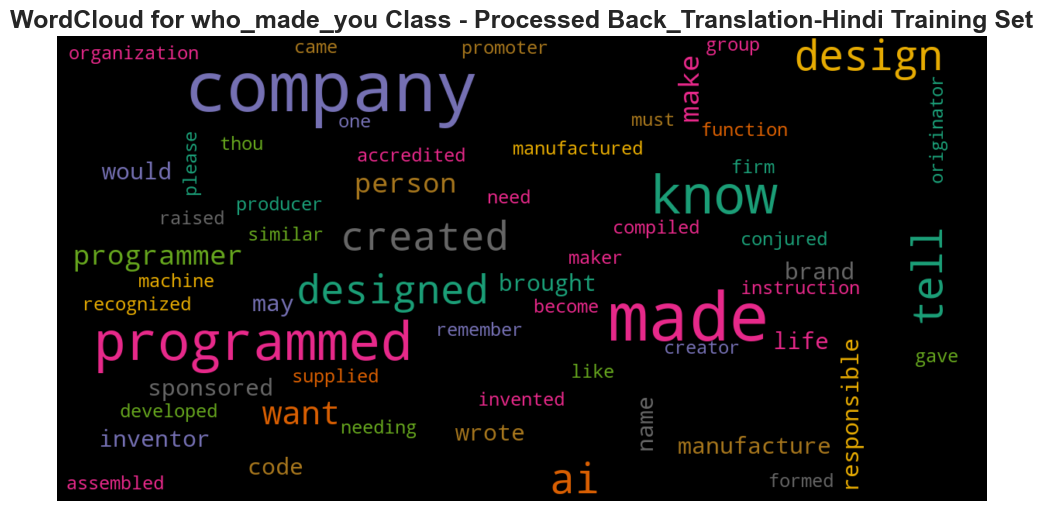 WordCloud for who_made_you Class - Processed Back_Translation-Hindi Training Set
organization
came
promoter
group
design
company
make
one
must
function
originator
please
thou
accredited
manufactured
would
person
firm
know
need
producer
raised
similar
created
compiled
conjured
tell
programmer
maker
machine
designed
brought
brand
instruction
recognized
may
become
made
programmed
remember
creator
life
gave
responsible
sponsored
supplied
like
developed
want
invented
name
needing
inventor
wrote
manufacture
code
ai
assembled
formed